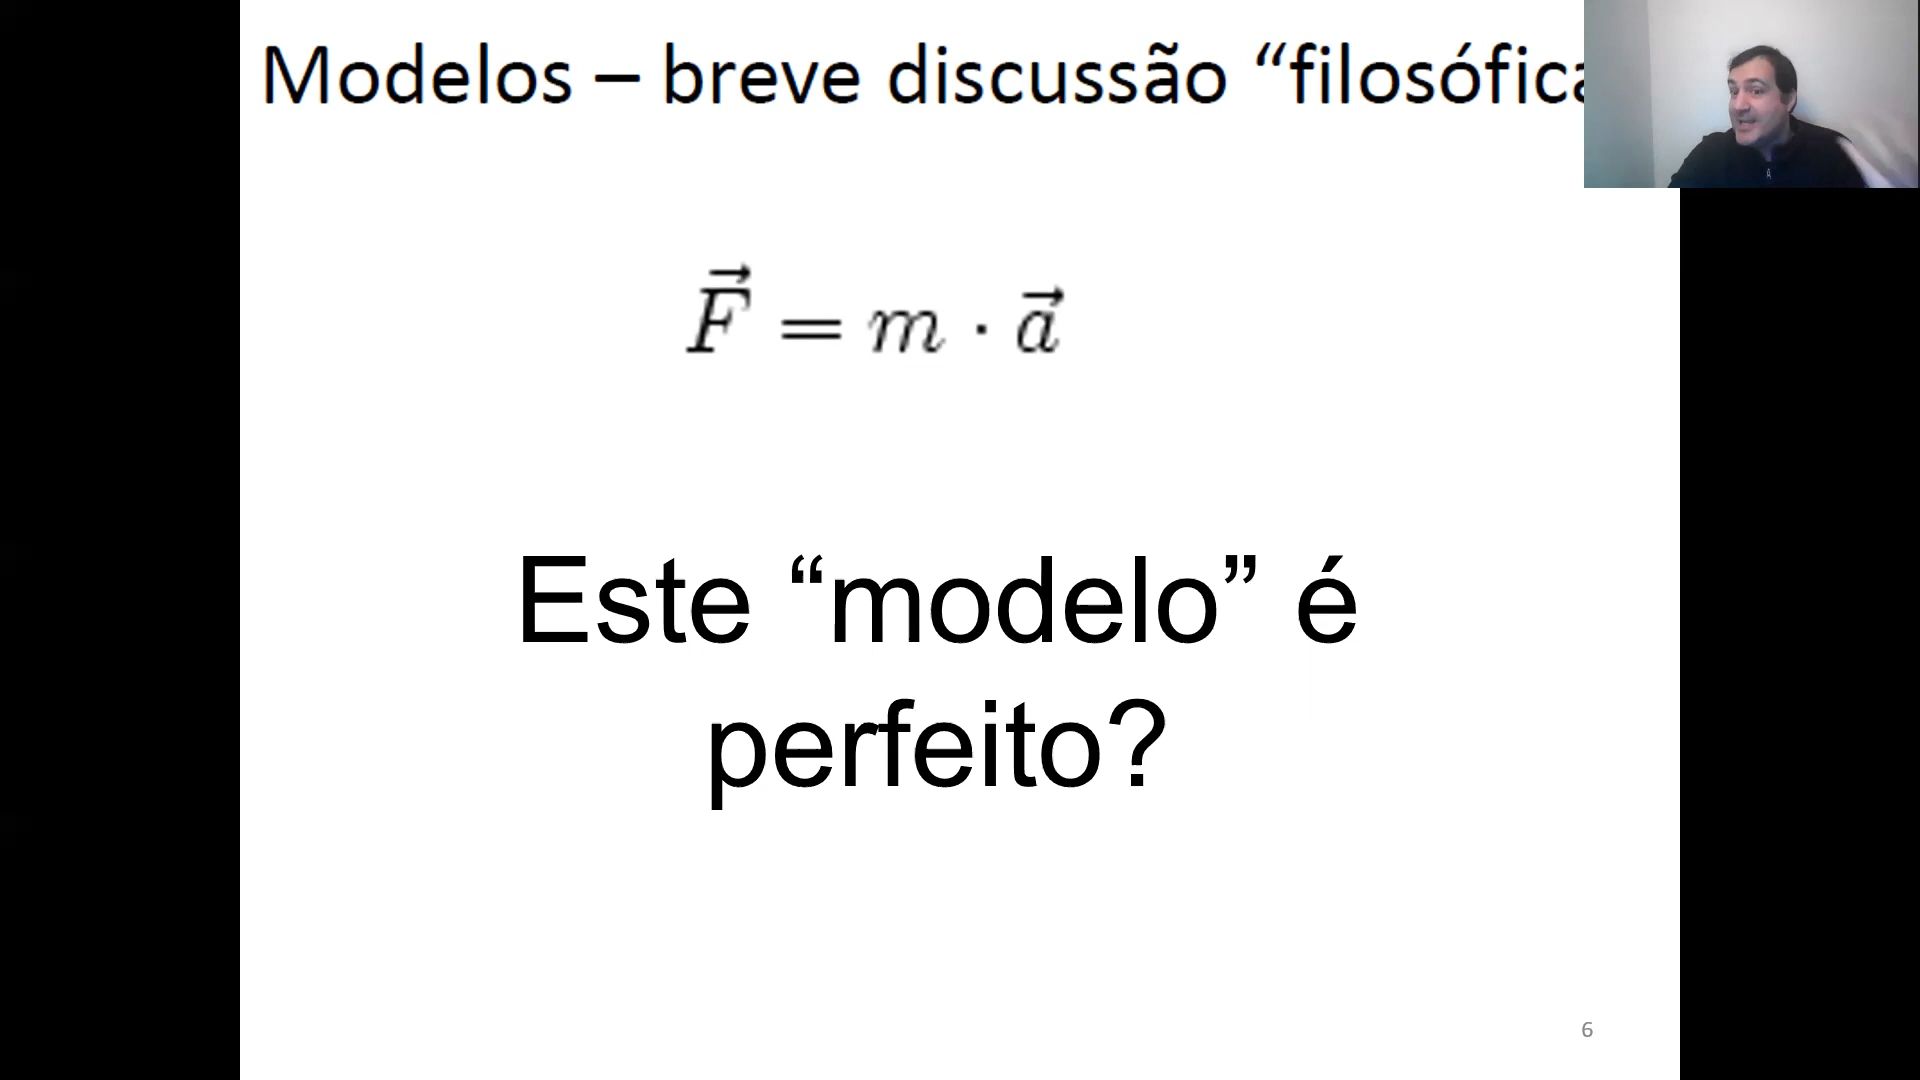 Modelos – breve discussão “filosófica
F⃗ = m · a⃗
Este “modelo” é
perfeito?
6